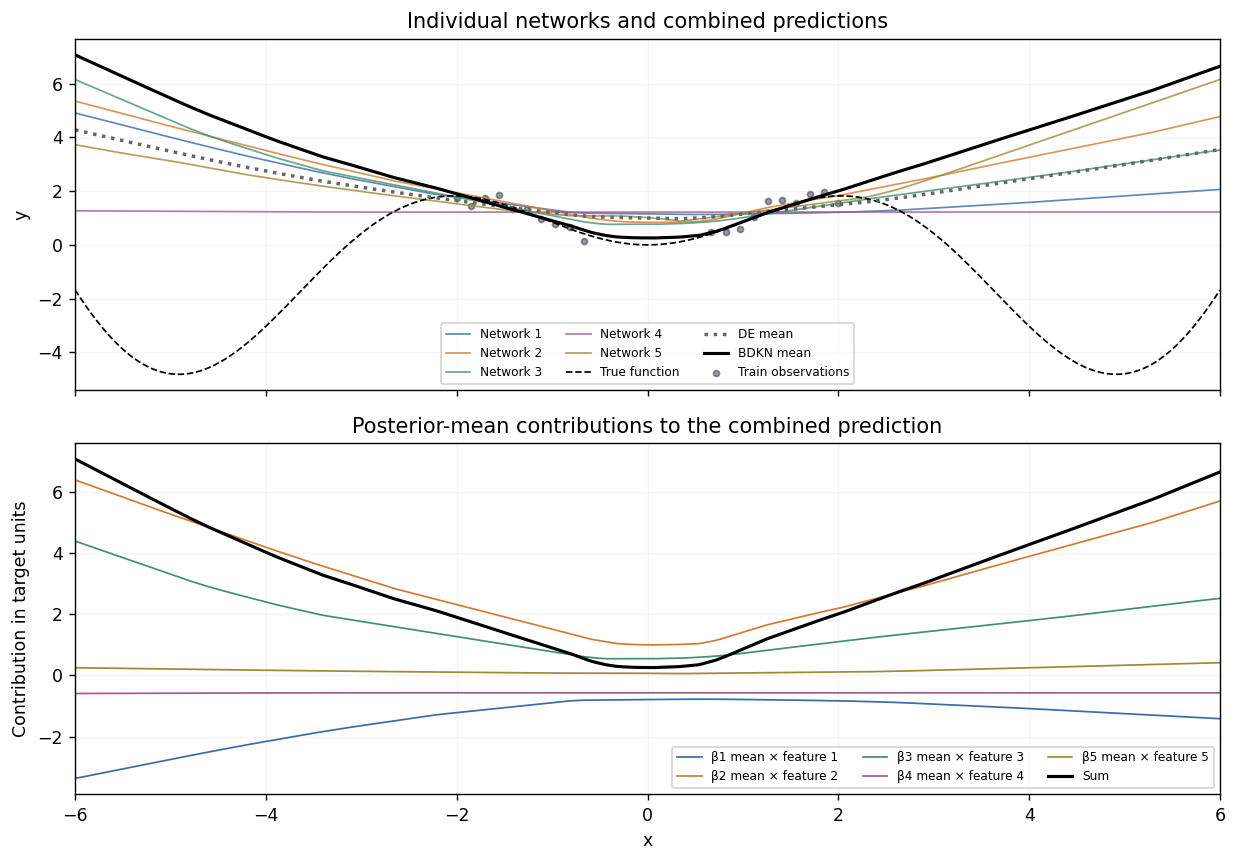 Individual networks and combined predictions
6
4
2
0
−2
−4
y
Network 1
Network 2
Network 3
Network 4
Network 5
True function
DE mean
BDKN mean
Train observations
Posterior-mean contributions to the combined prediction
6
4
2
0
−2
Contribution in target units
β1 mean × feature 1
β2 mean × feature 2
β3 mean × feature 3
β4 mean × feature 4
β5 mean × feature 5
Sum
−6
−4
−2
0
2
4
6
x